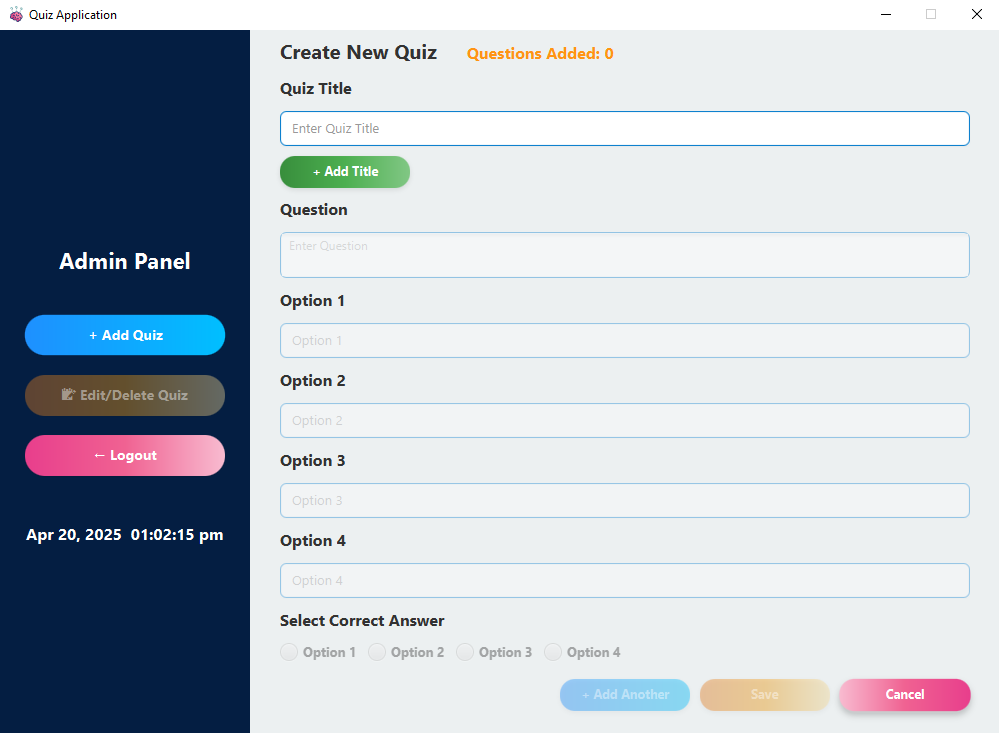 Quiz Application
Admin Panel
+ Add Quiz
Edit/Delete Quiz
← Logout
Apr 20, 2025 01:02:15 pm
Create New Quiz
Questions Added: 0
Quiz Title
Enter Quiz Title
+ Add Title
Question
Enter Question
Option 1
Option 1
Option 2
Option 2
Option 3
Option 3
Option 4
Option 4
Select Correct Answer
Option 1 Option 2 Option 3 Option 4
+ Add Another Save Cancel